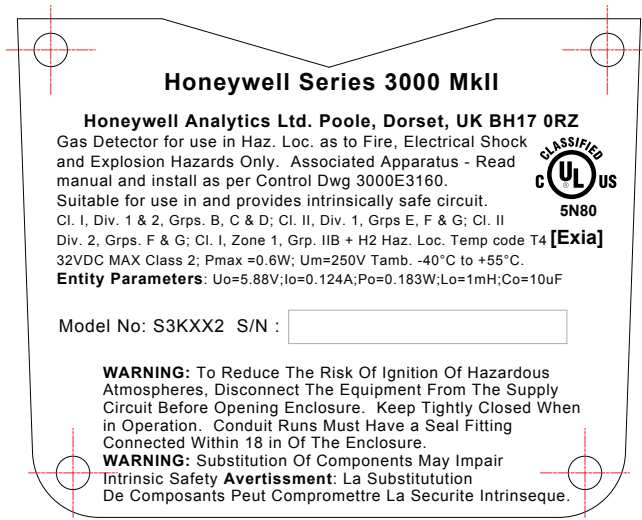 Honeywell Series 3000 MkII
Honeywell Analytics Ltd. Poole, Dorset, UK BH17 0RZ
Gas Detector for use in Haz. Loc. as to Fire, Electrical Shock
and Explosion Hazards Only. Associated Apparatus - Read
manual and install as per Control Dwg 3000E3160.
Suitable for use in and provides intrinsically safe circuit.
CLASSIFIED
C UL US
®
5N80
Cl. I, Div. 1 & 2, Grps. B, C & D; Cl. II, Div. 1, Grps E, F & G; Cl. II
Div. 2, Grps. F & G; Cl. I, Zone 1, Grp. IIB + H2 Haz. Loc. Temp code T4 [Exia]
32VDC MAX Class 2; Pmax =0.6W; Um=250V Tamb. -40°C to +55°C.
Entity Parameters: Uo=5.88V;Io=0.124A;Po=0.183W;Lo=1mH;Co=10uF
Model No: S3KXX2 S/N :
WARNING: To Reduce The Risk Of Ignition Of Hazardous
Atmospheres, Disconnect The Equipment From The Supply
Circuit Before Opening Enclosure. Keep Tightly Closed When
in Operation. Conduit Runs Must Have a Seal Fitting
Connected Within 18 in Of The Enclosure.
WARNING: Substitution Of Components May Impair
Intrinsic Safety Avertissment: La Substitutution
De Composants Peut Compromettre La Securite Intrinseque.